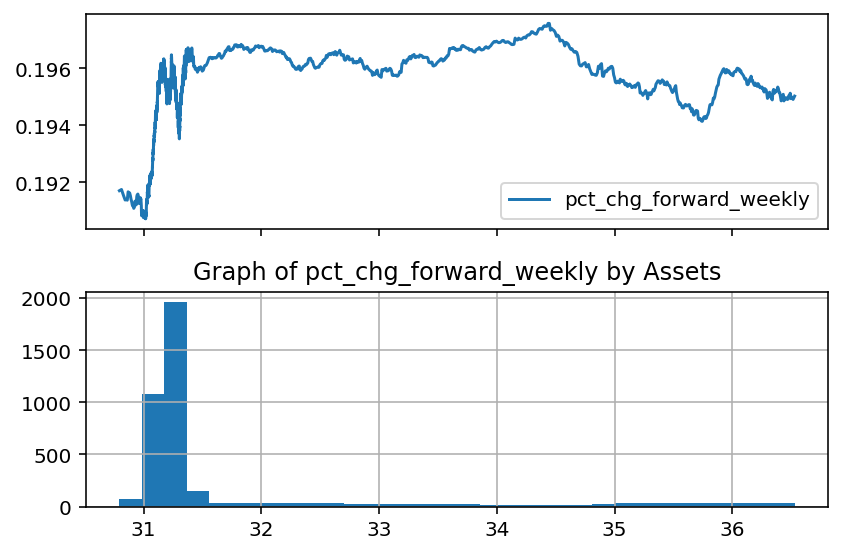 0.196
0.194
0.192
pct_chg_forward_weekly
Graph of pct_chg_forward_weekly by Assets
2000
1500
1000
500
0
31 32 33 34 35 36